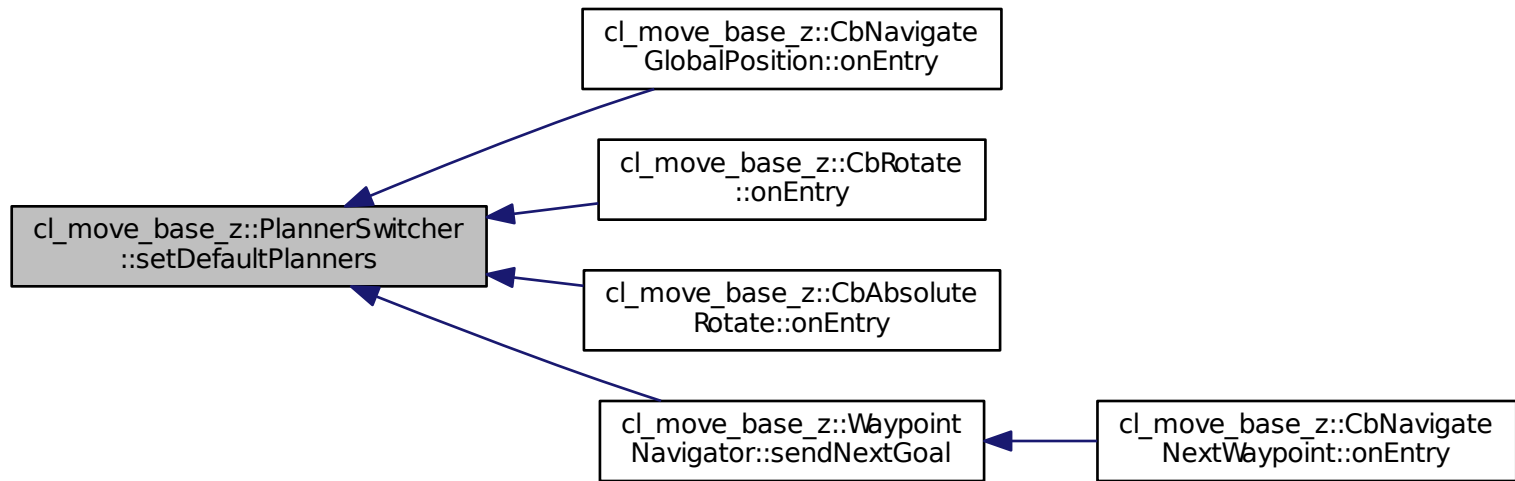 cl_move_base_z::CbNavigate
GlobalPosition::onEntry
cl_move_base_z::CbRotate
::onEntry
cl_move_base_z::PlannerSwitcher
::setDefaultPlanners
cl_move_base_z::CbAbsolute
Rotate::onEntry
cl_move_base_z::Waypoint
Navigator::sendNextGoal
cl_move_base_z::CbNavigate
NextWaypoint::onEntry